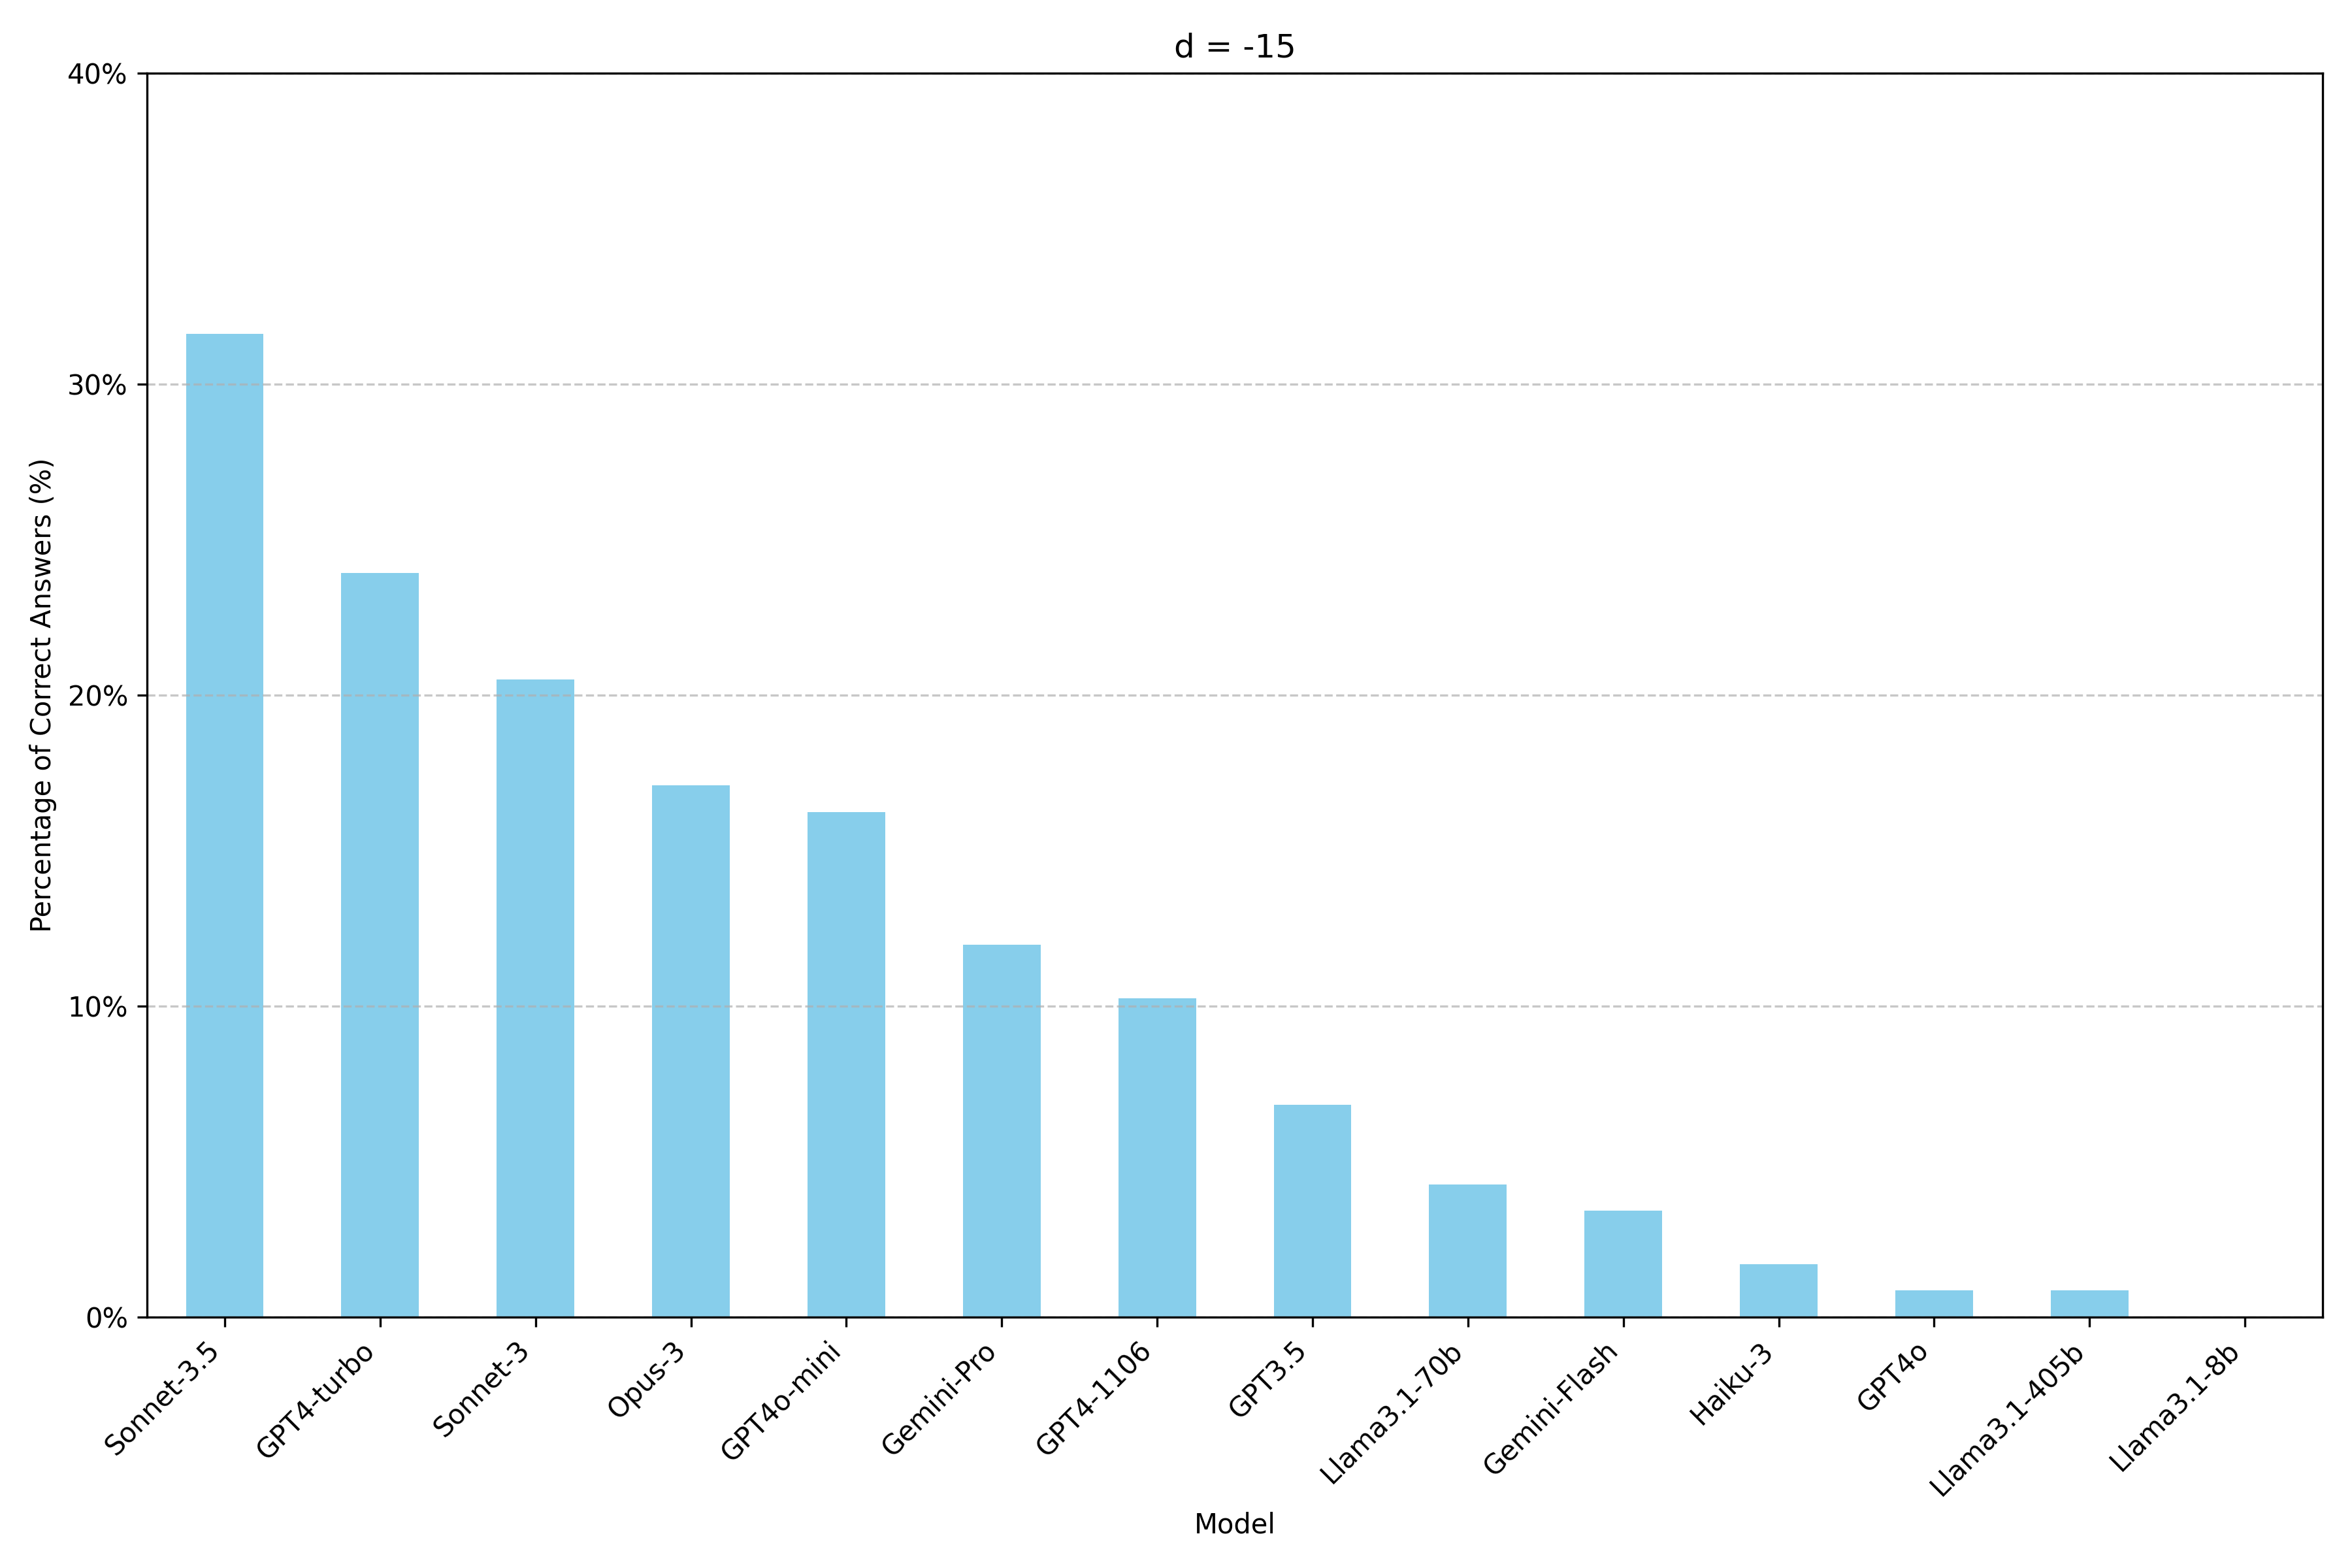 d = -15
40%
30%
20%
10%
0%
Percentage of Correct Answers (%)
Sonnet-3.5
GPT4-turbo
Sonnet-3
Opus-3
GPT4o-mini
Gemini-Pro
GPT4-1106
GPT3.5
Llama3.1-70b
Gemini-Flash
Haiku-3
GPT4o
Llama3.1-405b
Llama3.1-8b
Model